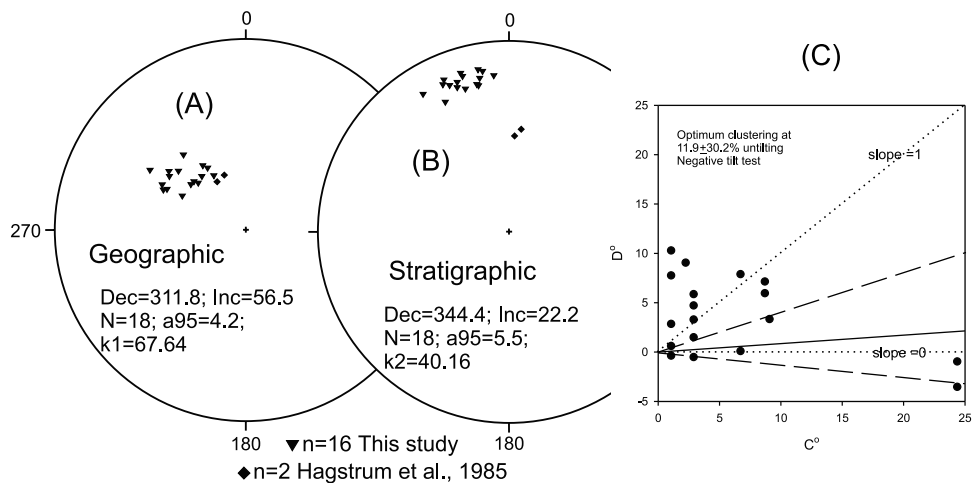 0
(A)
270
Geographic
Dec=311.8; Inc=56.5
N=18; a95=4.2;
k1=67.64
180
0
(B)
Stratigraphic
Dec=344.4; Inc=22.2
N=18; a95=5.5;
k2=40.16
180
▼n=16 This study
◆n=2 Hagstrum et al., 1985
(C)
Optimum clustering at
11.9±30.2% untilting
Negative tilt test
slope =1
slope =0
25
20
15
10
5
0
-5
D°
0 5 10 15 20 25
C°